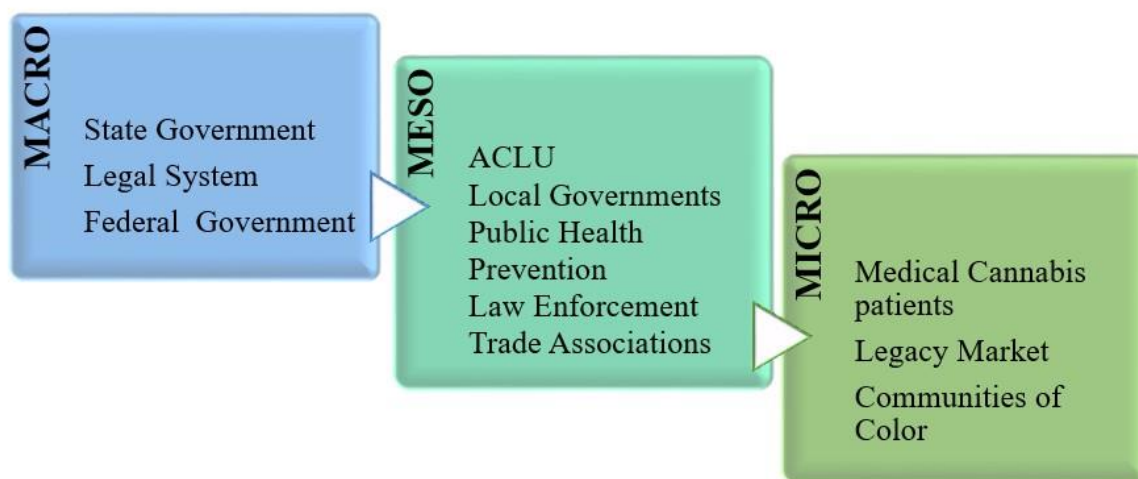 MACRO
State Government
Legal System
Federal  Government
MESO
ACLU
Local Governments
Public Health
Prevention
Law Enforcement
Trade Associations
MICRO
Medical Cannabis
patients
Legacy Market
Communities of
Color